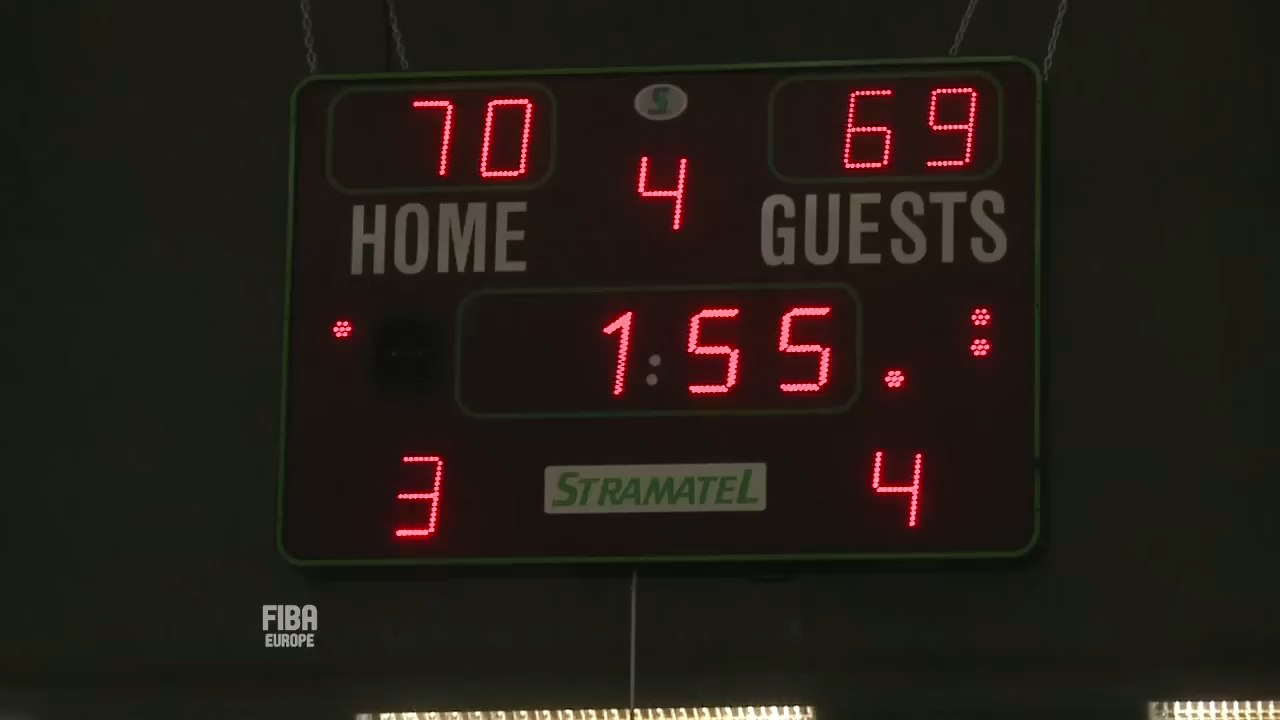 70 S 69
4
HOME GUESTS
1:55
3 STRAMATEL 4
FIBA
EUROPE